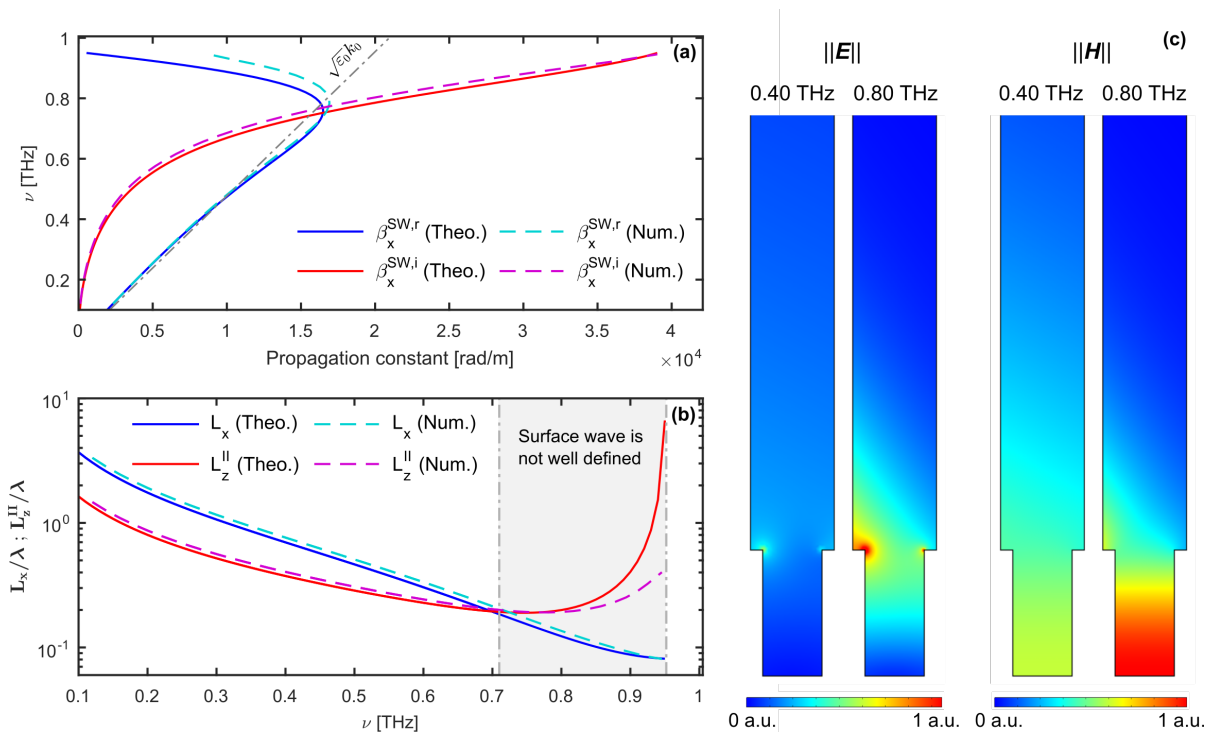 (a)
√ε₀k₀
1
0.8
0.6
0.4
0.2
ν [THz]
β_x^{SW,r} (Theo.) β_x^{SW,r} (Num.)
β_x^{SW,i} (Theo.) β_x^{SW,i} (Num.)
0 0.5 1 1.5 2 2.5 3 3.5 4
Propagation constant [rad/m]
×10⁴
(b)
10¹
10⁰
10⁻¹
L_x/λ ; L_z^{II}/λ
L_x (Theo.) L_x (Num.)
L_z^{II} (Theo.) L_z^{II} (Num.)
Surface wave is
not well defined
0.1 0.2 0.3 0.4 0.5 0.6 0.7 0.8 0.9 1
ν [THz]
(c)
||E|| ||H||
0.40 THz 0.80 THz 0.40 THz 0.80 THz
0 a.u. 1 a.u. 0 a.u. 1 a.u.